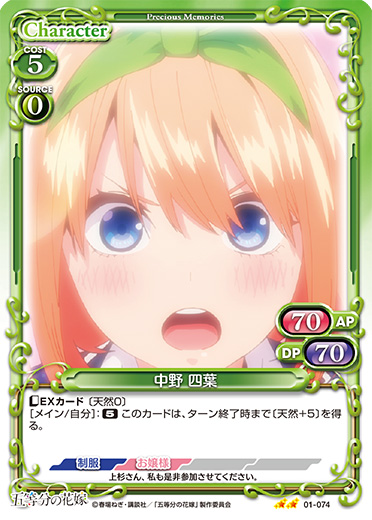 Precious Memories
Character
COST
5
SOURCE
0
70 AP
DP 70
中野 四葉
EXカード〔天然0〕
[メイン/自分]：5 このカードは、ターン終了時まで〔天然＋5〕を得
る。
制服 お嬢様
上杉さん、私も是非参加させてください。
五等分の花嫁
©春場ねぎ・講談社／「五等分の花嫁」製作委員会
01-074